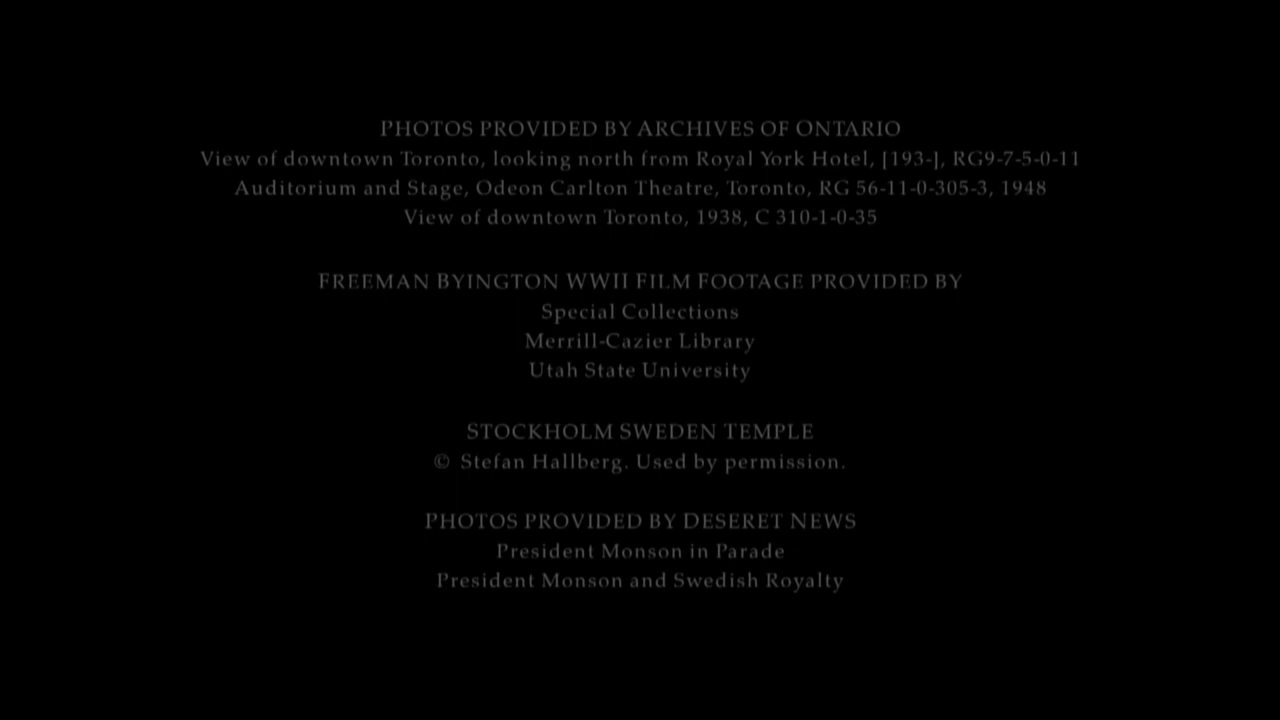 PHOTOS PROVIDED BY ARCHIVES OF ONTARIO
View of downtown Toronto, looking north from Royal York Hotel, [193-], RG9-7-5-0-11
Auditorium and Stage, Odeon Carlton Theatre, Toronto, RG 56-11-0-305-3, 1948
View of downtown Toronto, 1938, C 310-1-0-35
FREEMAN BYINGTON WWII FILM FOOTAGE PROVIDED BY
Special Collections
Merrill-Cazier Library
Utah State University
STOCKHOLM SWEDEN TEMPLE
© Stefan Hallberg. Used by permission.
PHOTOS PROVIDED BY DESERET NEWS
President Monson in Parade
President Monson and Swedish Royalty